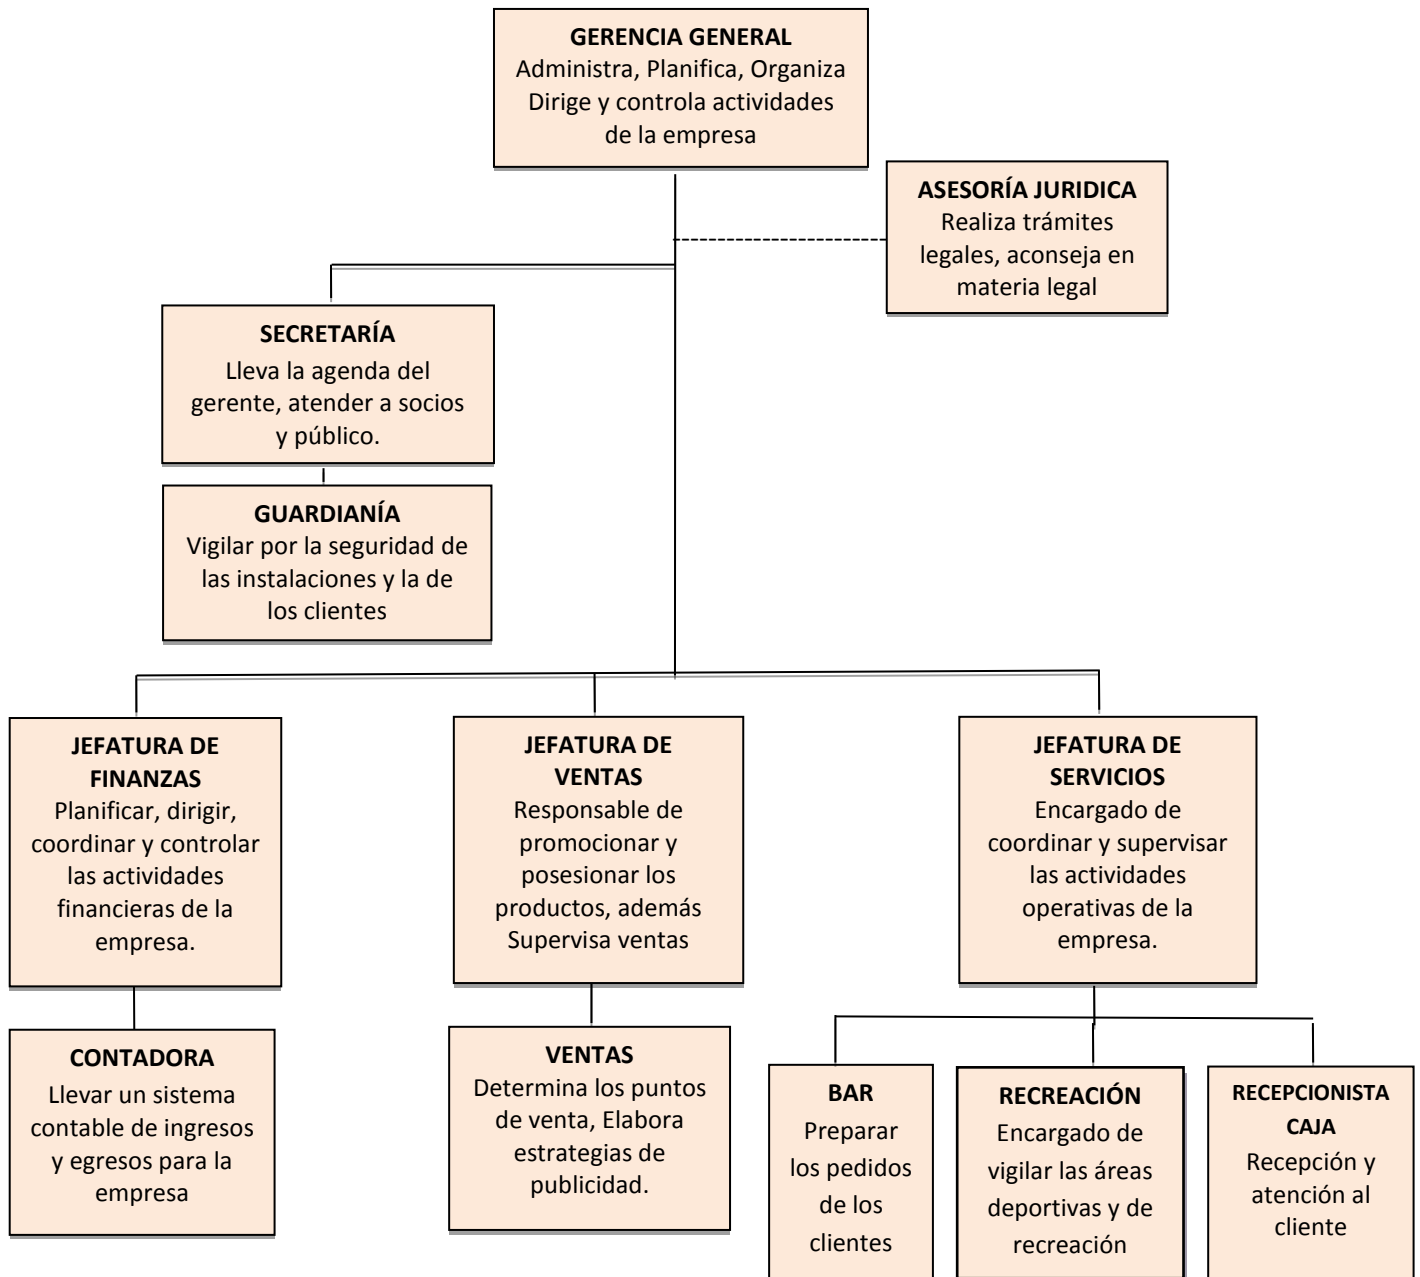 GERENCIA GENERAL
Administra, Planifica, Organiza
Dirige y controla actividades
de la empresa
ASESORÍA JURIDICA
Realiza trámites
legales, aconseja en
materia legal
SECRETARÍA
Lleva la agenda del
gerente, atender a socios
y público.
GUARDIANÍA
Vigilar por la seguridad de
las instalaciones y la de
los clientes
JEFATURA DE
FINANZAS
Planificar, dirigir,
coordinar y controlar
las actividades
financieras de la
empresa.
JEFATURA DE
VENTAS
Responsable de
promocionar y
posesionar los
productos, además
Supervisa ventas
JEFATURA DE
SERVICIOS
Encargado de
coordinar y supervisar
las actividades
operativas de la
empresa.
CONTADORA
Llevar un sistema
contable de ingresos
y egresos para la
empresa
VENTAS
Determina los puntos
de venta, Elabora
estrategias de
publicidad.
BAR
Preparar
los pedidos
de los
clientes
RECREACIÓN
Encargado de
vigilar las áreas
deportivas y de
recreación
RECEPCIONISTA
CAJA
Recepción y
atención al
cliente